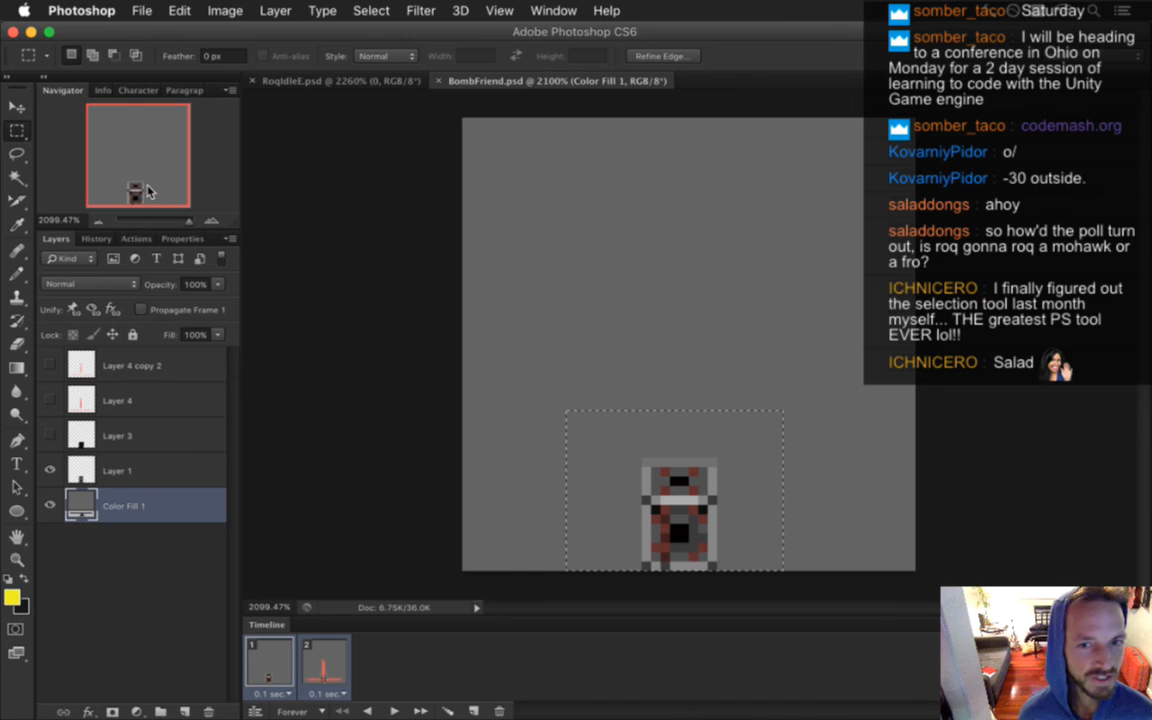 Photoshop File Edit Image Layer Type Select Filter 3D View Window Help
Adobe Photoshop CS6
Feather: 0 px Anti-alias Style: Normal Width: Height: Refine Edge...
RoqIdleE.psd @ 2260% (0, RGB/8*)
BombFriend.psd @ 2100% (Color Fill 1, RGB/8*)
Navigator Info Character Paragraph
2099.47%
Layers History Actions Properties
Kind
Normal Opacity: 100%
Unify: Propagate Frame 1
Lock: Fill: 100%
Layer 4 copy 2
Layer 4
Layer 3
Layer 1
Color Fill 1
2099.47% Doc: 6.75K/36.0K
Timeline
1 2
0.1 sec. 0.1 sec.
Forever
somber_taco : Saturday
somber_taco : I will be heading
to a conference in Ohio on
Monday for a 2 day session of
learning to code with the Unity
Game engine
somber_taco : codemash.org
KovarniyPidor : o/
KovarniyPidor : -30 outside.
saladdongs : ahoy
saladdongs : so how'd the poll turn
out, is roq gonna roq a mohawk or
a fro?
ICHNICERO : I finally figured out
the selection tool last month
myself... THE greatest PS tool
EVER lol!!
ICHNICERO : Salad